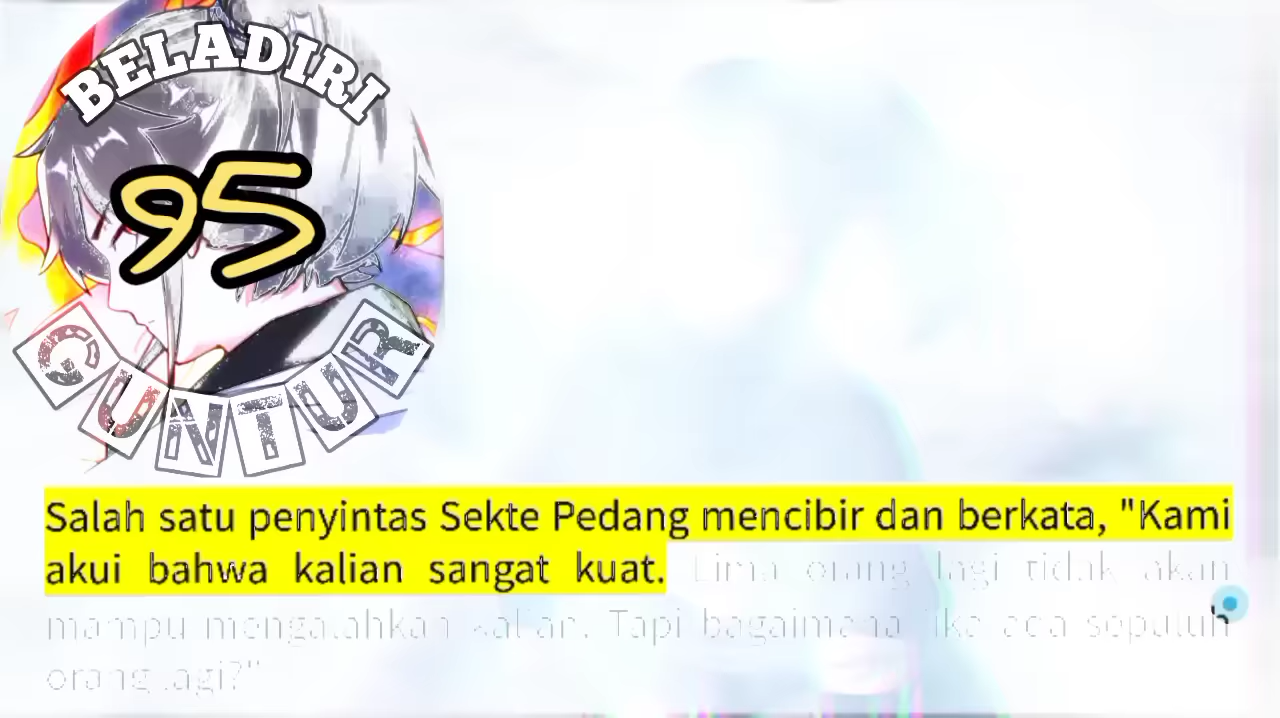 BELADIRI
95
GUNTUR
Salah satu penyintas Sekte Pedang mencibir dan berkata, "Kami
akui bahwa kalian sangat kuat. Lima orang lagi tidak akan
mampu mengalahkan kalian. Tapi bagaimana jika ada sepuluh
orang lagi?"